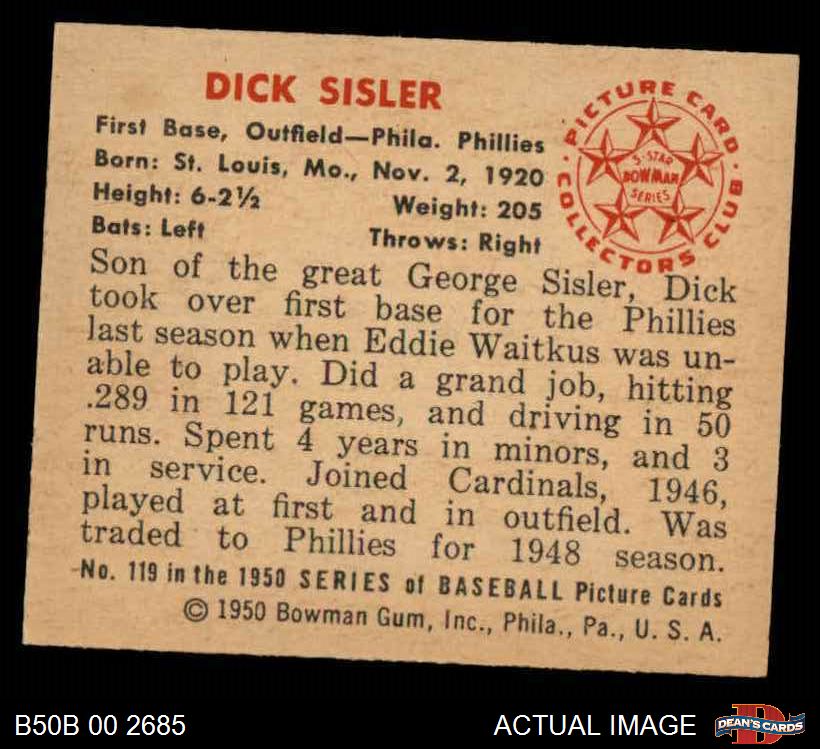 DICK SISLER
First Base, Outfield—Phila. Phillies
Born: St. Louis, Mo., Nov. 2, 1920
Height: 6-2½ Weight: 205
Bats: Left Throws: Right
PICTURE CARD
COLLECTORS CLUB
5-STAR
BOWMAN
SERIES
Son of the great George Sisler, Dick
took over first base for the Phillies
last season when Eddie Waitkus was un-
able to play. Did a grand job, hitting
.289 in 121 games, and driving in 50
runs. Spent 4 years in minors, and 3
in service. Joined Cardinals, 1946,
played at first and in outfield. Was
traded to Phillies for 1948 season.
No. 119 in the 1950 SERIES of BASEBALL Picture Cards
© 1950 Bowman Gum, Inc., Phila., Pa., U. S. A.
B50B 00 2685
ACTUAL IMAGE
DEAN'S CARDS